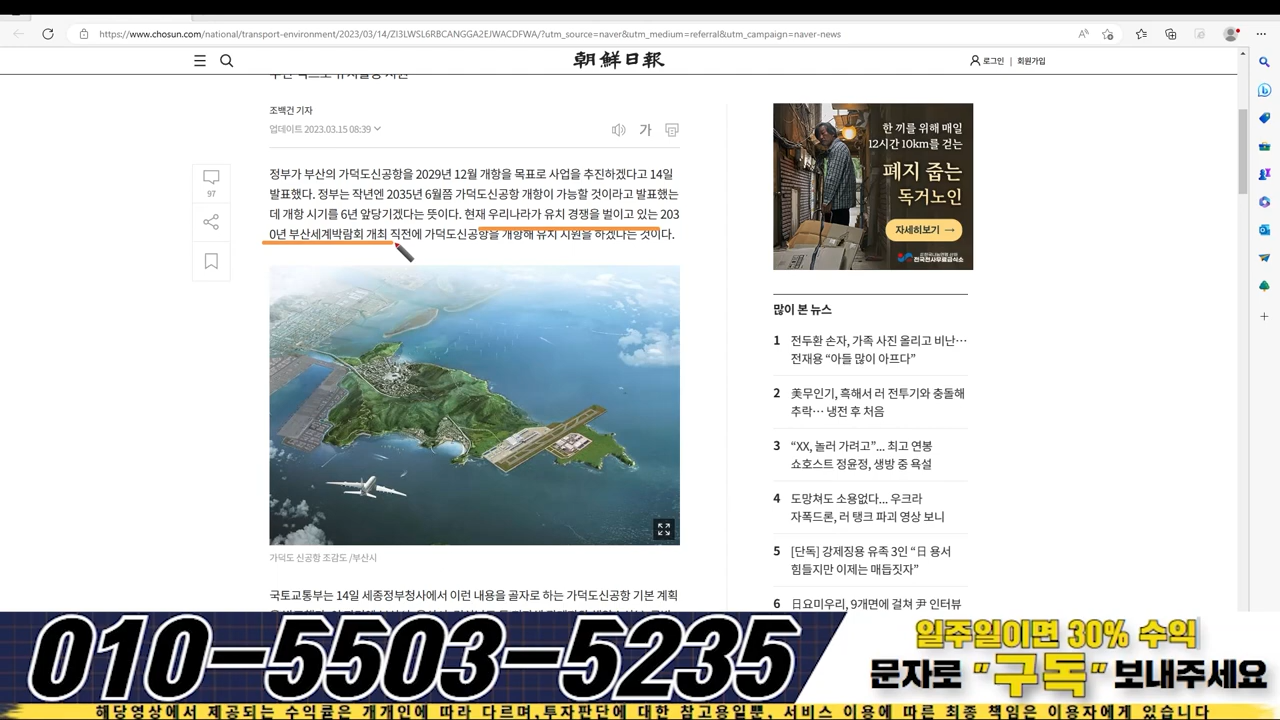 https://www.chosun.com/national/transport-environment/2023/03/14/ZI3LWSL6RBCANGGA2EJWACDFWA/?utm_source=naver&utm_medium=referral&utm_campaign=naver-news
朝鮮日報
로그인 | 회원가입
조백건 기자
업데이트 2023.03.15 08:39
가
97
정부가 부산의 가덕도신공항을 2029년 12월 개항을 목표로 사업을 추진하겠다고 14일
발표했다. 정부는 작년엔 2035년 6월쯤 가덕도신공항 개항이 가능할 것이라고 발표했는
데 개항 시기를 6년 앞당기겠다는 뜻이다. 현재 우리나라가 유치 경쟁을 벌이고 있는 203
0년 부산세계박람회 개최 직전에 가덕도신공항을 개항해 유치 지원을 하겠다는 것이다.
가덕도 신공항 조감도 /부산시
국토교통부는 14일 세종정부청사에서 이런 내용을 골자로 하는 가덕도신공항 기본 계획
한 끼를 위해 매일
12시간 10km를 걷는
폐지 줍는
독거노인
자세히보기 →
전국천사무료급식소
많이 본 뉴스
1 전두환 손자, 가족 사진 올리고 비난…
전재용 “아들 많이 아프다”
2 美무인기, 흑해서 러 전투기와 충돌해
추락… 냉전 후 처음
3 “XX, 놀러 가려고”... 최고 연봉
쇼호스트 정윤정, 생방 중 욕설
4 도망쳐도 소용없다... 우크라
자폭드론, 러 탱크 파괴 영상 보니
5 [단독] 강제징용 유족 3인 “日 용서
힘들지만 이제는 매듭짓자”
6 日요미우리, 9개면에 걸쳐 尹 인터뷰
010-5503-5235
일주일이면 30% 수익
문자로 "구독" 보내주세요
해당영상에서 제공되는 수익률은 개개인에 따라 다르며,투자판단에 대한 참고용일뿐, 서비스 이용에 따른 최종 책임은 이용자에게 있습니다